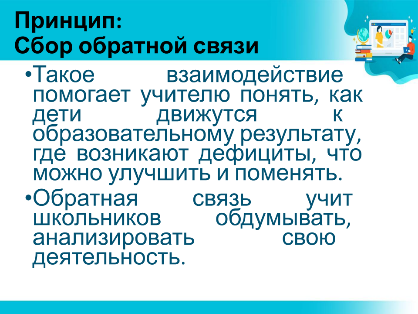 Принцип:
Сбор обратной связи
•Такое взаимодействие
помогает учителю понять, как
дети движутся к
образовательному результату,
где возникают дефициты, что
можно улучшить и поменять.
•Обратная связь учит
школьников обдумывать,
анализировать свою
деятельность.